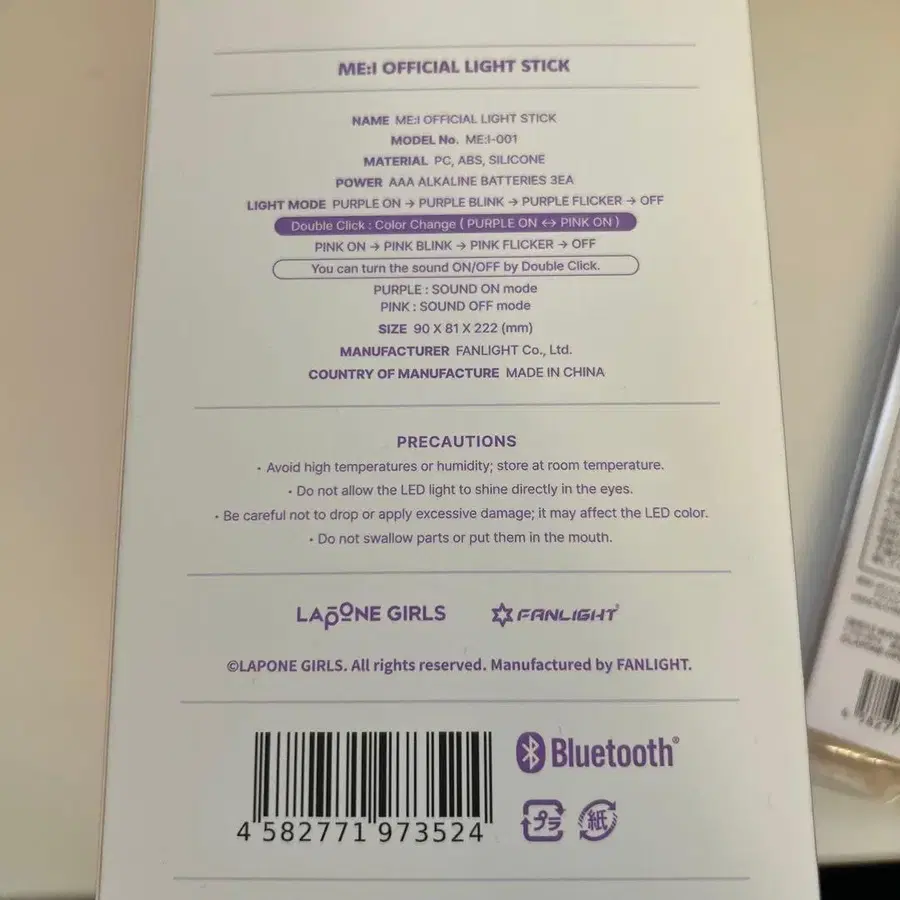 ME:I OFFICIAL LIGHT STICK
NAME ME:I OFFICIAL LIGHT STICK
MODEL No. ME:I-001
MATERIAL PC, ABS, SILICONE
POWER AAA ALKALINE BATTERIES 3EA
LIGHT MODE PURPLE ON → PURPLE BLINK → PURPLE FLICKER → OFF
Double Click : Color Change ( PURPLE ON ↔ PINK ON )
PINK ON → PINK BLINK → PINK FLICKER → OFF
You can turn the sound ON/OFF by Double Click.
PURPLE : SOUND ON mode
PINK : SOUND OFF mode
SIZE 90 X 81 X 222 (mm)
MANUFACTURER FANLIGHT Co., Ltd.
COUNTRY OF MANUFACTURE MADE IN CHINA
PRECAUTIONS
· Avoid high temperatures or humidity; store at room temperature.
· Do not allow the LED light to shine directly in the eyes.
· Be careful not to drop or apply excessive damage; it may affect the LED color.
· Do not swallow parts or put them in the mouth.
LAPONE GIRLS FANLIGHT
©LAPONE GIRLS. All rights reserved. Manufactured by FANLIGHT.
Bluetooth®
プラ 紙
4 582771 973524